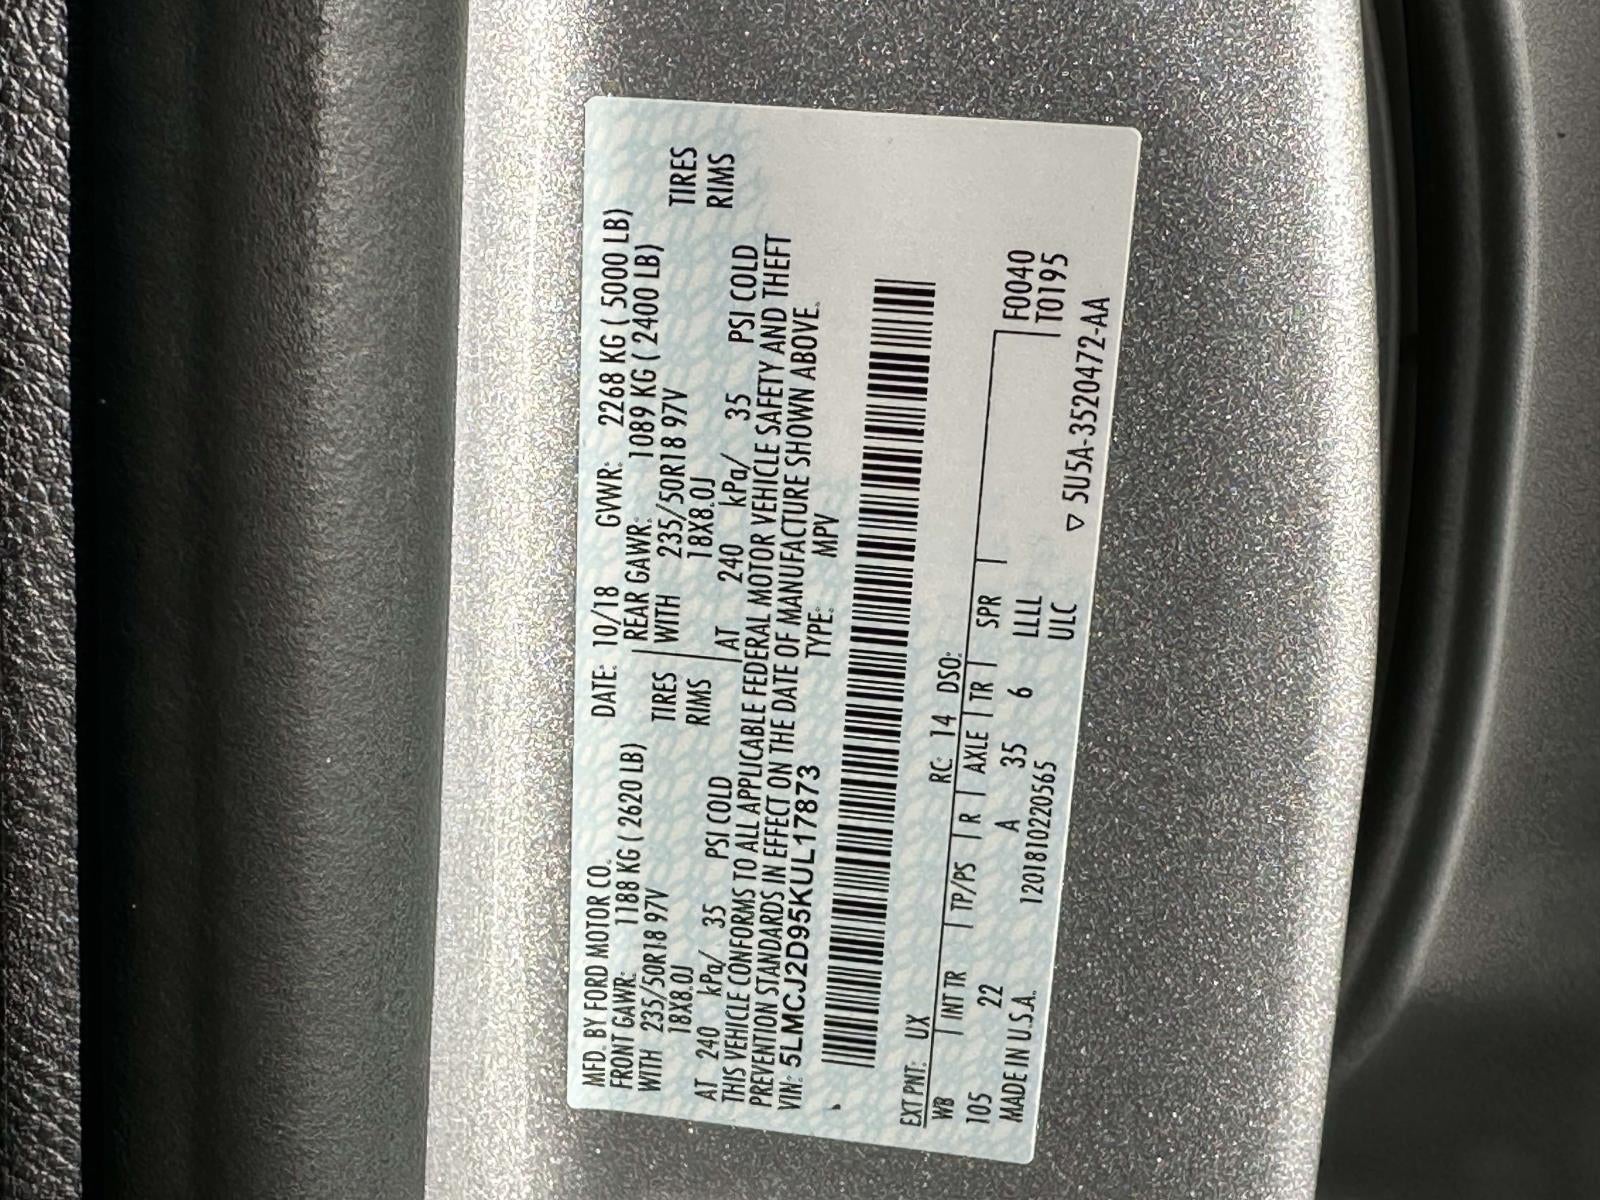 MFD. BY FORD MOTOR CO. DATE: 10/18 GVWR: 2268 KG ( 5000 LB)
FRONT GAWR: 1188 KG ( 2620 LB) REAR GAWR: 1089 KG ( 2400 LB)
WITH 235/50R18 97V TIRES WITH 235/50R18 97V TIRES
18X8.0J RIMS 18X8.0J RIMS
AT 240 kPa/ 35 PSI COLD AT 240 kPa/ 35 PSI COLD
THIS VEHICLE CONFORMS TO ALL APPLICABLE FEDERAL MOTOR VEHICLE SAFETY AND THEFT
PREVENTION STANDARDS IN EFFECT ON THE DATE OF MANUFACTURE SHOWN ABOVE.
VIN: 5LMCJ2D95KUL17873 TYPE: MPV
EXT PNT: UX RC: 14 DSO:
WB INT TR TP/PS R AXLE TR SPR F0040
105 22 A 35 6 LLLL T0195
MADE IN U.S.A. 1201810220565 ULC
▽ 5U5A-3520472-AA